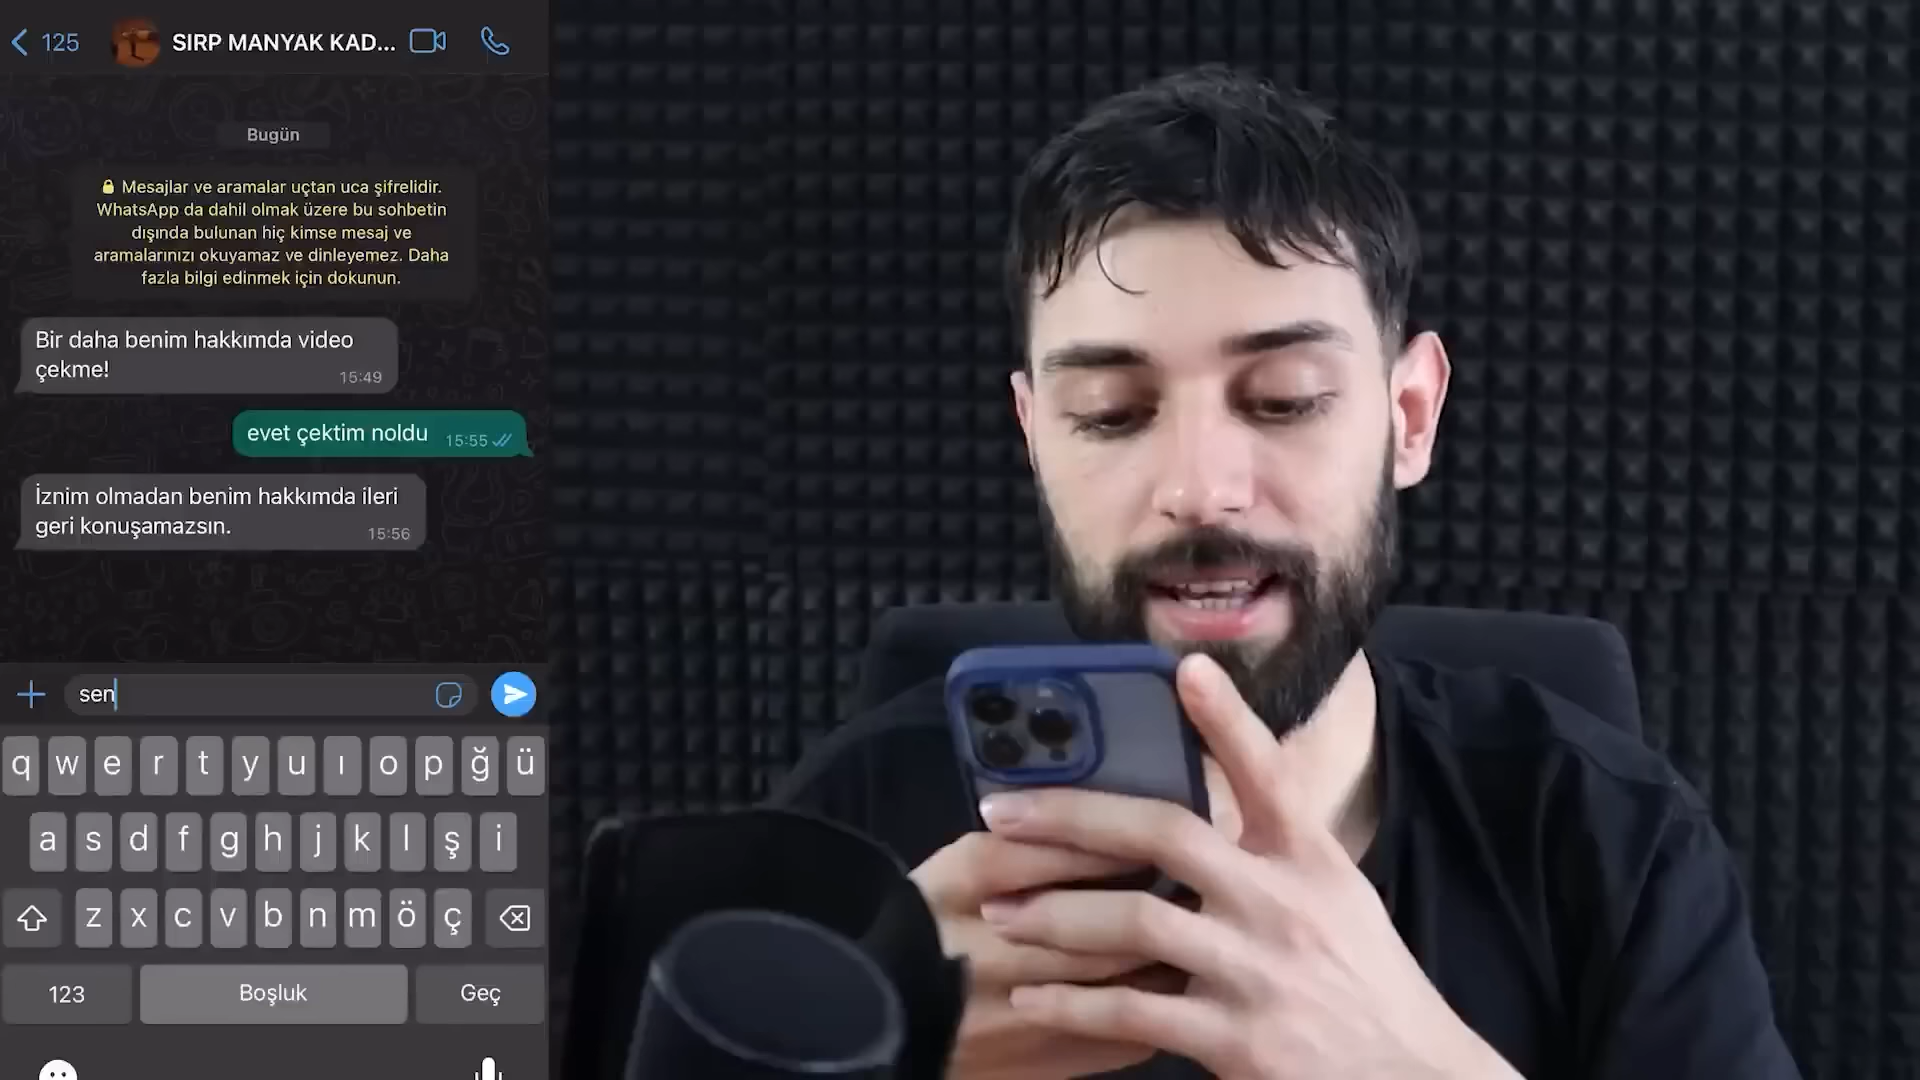 125
SIRP MANYAK KAD...
Bugün
Mesajlar ve aramalar uçtan uca şifrelidir.
WhatsApp da dahil olmak üzere bu sohbetin
dışında bulunan hiç kimse mesaj ve
aramalarınızı okuyamaz ve dinleyemez. Daha
fazla bilgi edinmek için dokunun.
Bir daha benim hakkımda video
çekme!
15:49
evet çektim noldu
15:55
İznim olmadan benim hakkımda ileri
geri konuşamazsın.
15:56
sen
q w e r t y u ı o p ğ ü
a s d f g h j k l ş i
z x c v b n m ö ç
123 Boşluk Geç